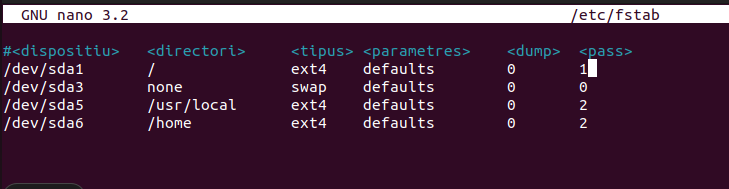 GNU nano 3.2 /etc/fstab
#<dispositiu> <directori> <tipus> <parametres> <dump> <pass>
/dev/sda1 / ext4 defaults 0 1
/dev/sda3 none swap defaults 0 0
/dev/sda5 /usr/local ext4 defaults 0 2
/dev/sda6 /home ext4 defaults 0 2